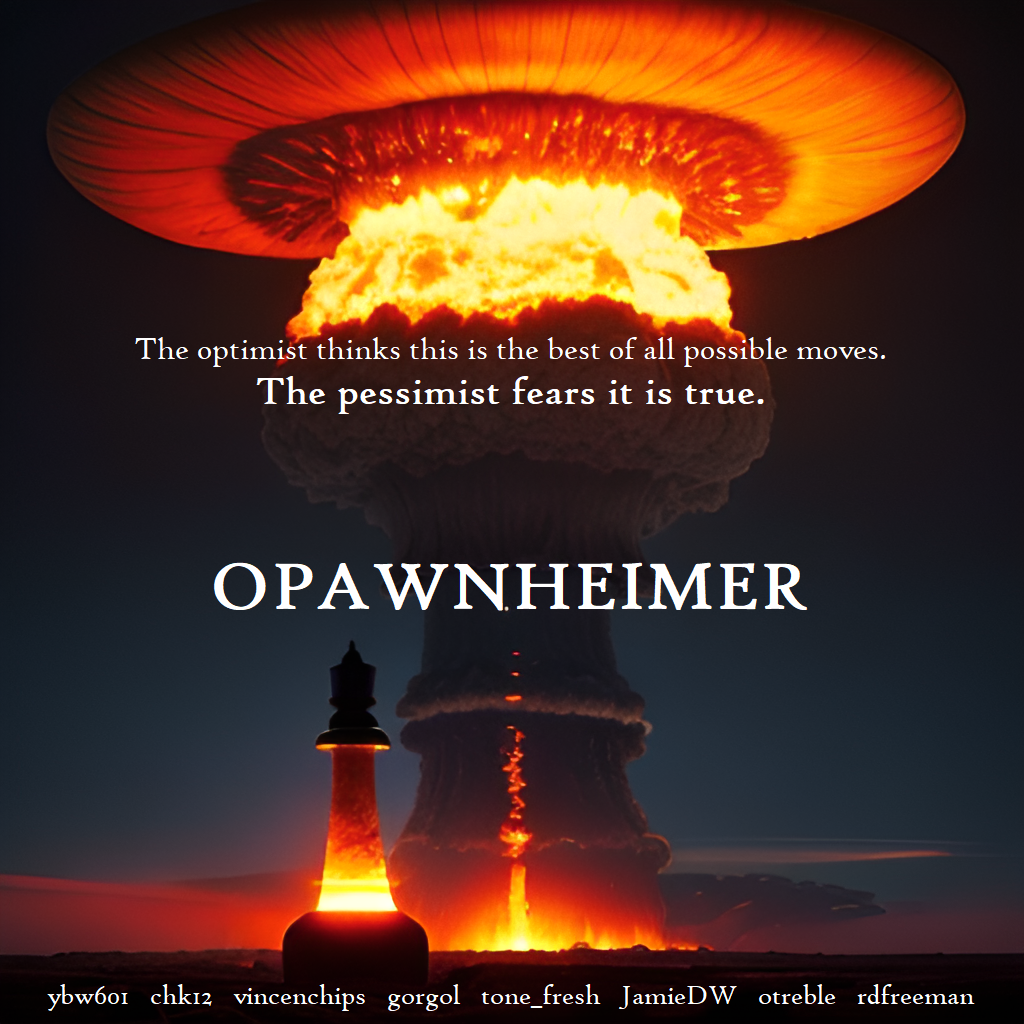 The optimist thinks this is the best of all possible moves.
The pessimist fears it is true.
OPAWNHEIMER
ybw601 chk12 vincenchips gorgol tone_fresh JamieDW otreble rdfreeman